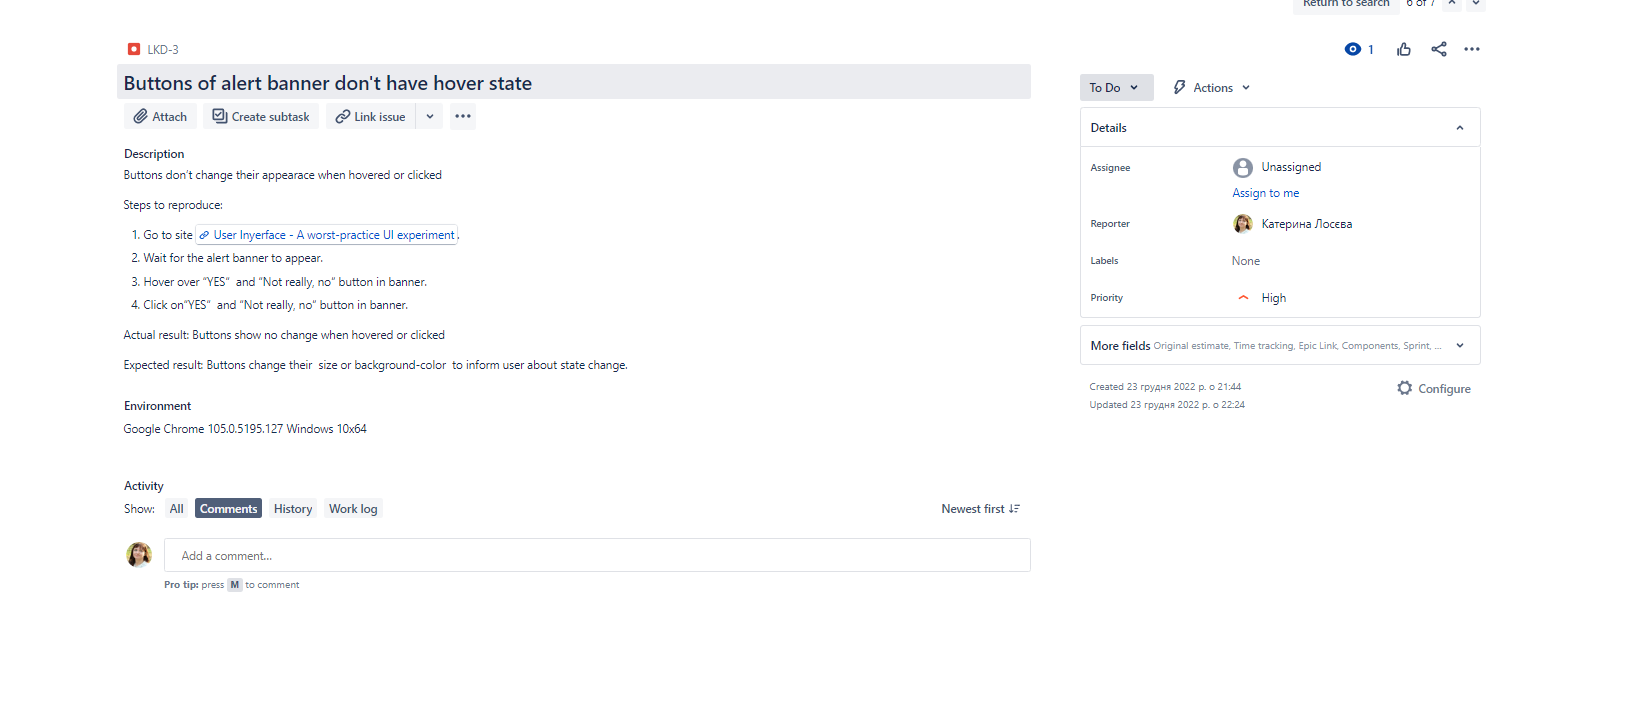 Return to search 6 of 7
LKD-3
1
Buttons of alert banner don't have hover state
To Do
Actions
Attach
Create subtask
Link issue
Details
Description
Buttons don't change their appearace when hovered or clicked
Assignee
Unassigned
Assign to me
Steps to reproduce:
Reporter
Катерина Лосєва
1. Go to site User Inyerface - A worst-practice UI experiment .
2. Wait for the alert banner to appear.
Labels
None
3. Hover over “YES“ and “Not really, no“ button in banner.
4. Click on“YES“ and “Not really, no“ button in banner.
Priority
High
Actual result: Buttons show no change when hovered or clicked
More fields Original estimate, Time tracking, Epic Link, Components, Sprint, ...
Expected result: Buttons change their size or background-color to inform user about state change.
Created 23 грудня 2022 р. о 21:44
Configure
Updated 23 грудня 2022 р. о 22:24
Environment
Google Chrome 105.0.5195.127 Windows 10x64
Activity
Show: All Comments History Work log
Newest first
Add a comment...
Pro tip: press M to comment